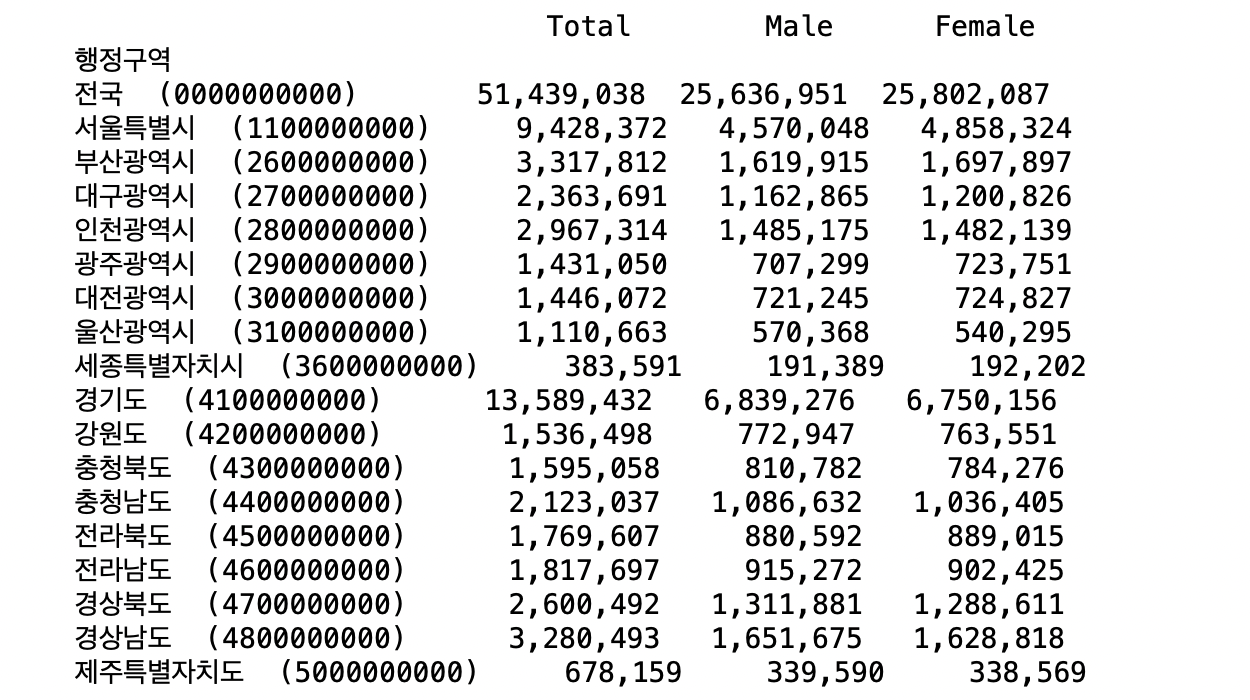 Total Male Female
행정구역
전국 (0000000000) 51,439,038 25,636,951 25,802,087
서울특별시 (1100000000) 9,428,372 4,570,048 4,858,324
부산광역시 (2600000000) 3,317,812 1,619,915 1,697,897
대구광역시 (2700000000) 2,363,691 1,162,865 1,200,826
인천광역시 (2800000000) 2,967,314 1,485,175 1,482,139
광주광역시 (2900000000) 1,431,050 707,299 723,751
대전광역시 (3000000000) 1,446,072 721,245 724,827
울산광역시 (3100000000) 1,110,663 570,368 540,295
세종특별자치시 (3600000000) 383,591 191,389 192,202
경기도 (4100000000) 13,589,432 6,839,276 6,750,156
강원도 (4200000000) 1,536,498 772,947 763,551
충청북도 (4300000000) 1,595,058 810,782 784,276
충청남도 (4400000000) 2,123,037 1,086,632 1,036,405
전라북도 (4500000000) 1,769,607 880,592 889,015
전라남도 (4600000000) 1,817,697 915,272 902,425
경상북도 (4700000000) 2,600,492 1,311,881 1,288,611
경상남도 (4800000000) 3,280,493 1,651,675 1,628,818
제주특별자치도 (5000000000) 678,159 339,590 338,569